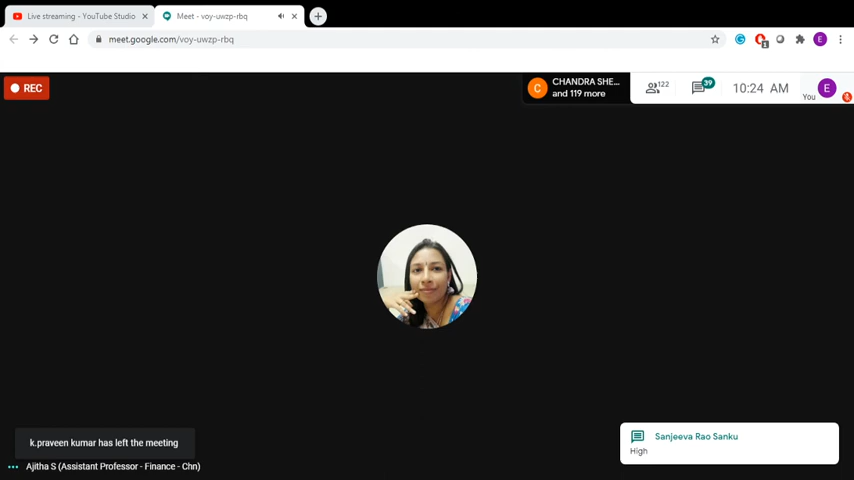 Live streaming - YouTube Studio
Meet - voy-uwzp-rbq
meet.google.com/voy-uwzp-rbq
REC
C
CHANDRA SHE...
and 119 more
122
39
10:24 AM
You
E
k.praveen kumar has left the meeting
Ajitha S (Assistant Professor - Finance - Chn)
Sanjeeva Rao Sanku
High